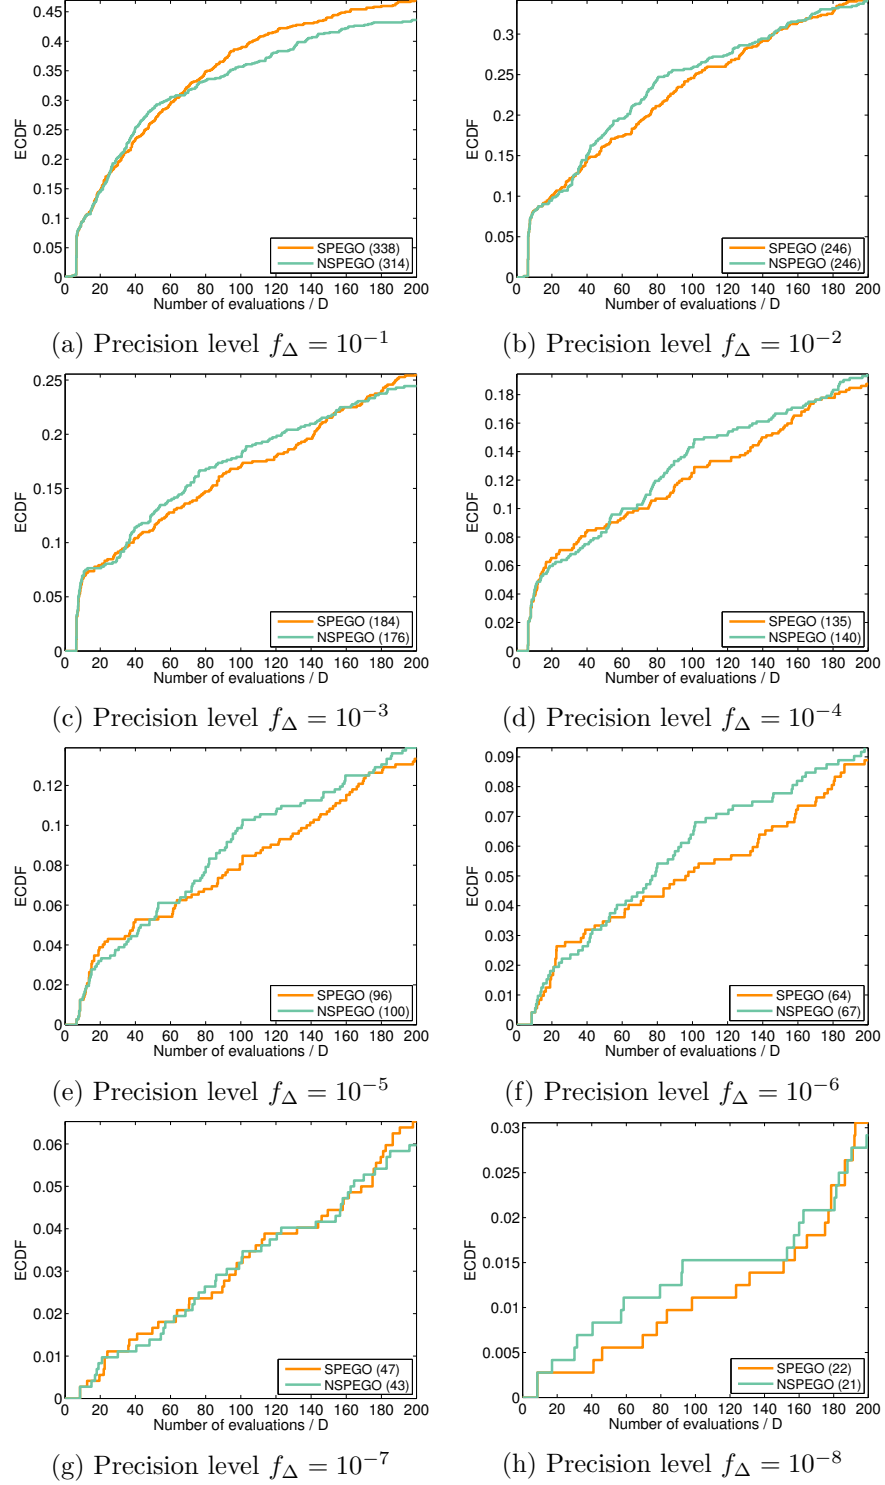 0.45
0.4
0.35
0.3
0.25
0.2
0.15
0.1
0.05
0
ECDF
SPEGO (338)
NSPEGO (314)
0 20 40 60 80 100 120 140 160 180 200
Number of evaluations / D
(a) Precision level f_Δ = 10^−1
0.3
0.25
0.2
0.15
0.1
0.05
0
ECDF
SPEGO (246)
NSPEGO (246)
0 20 40 60 80 100 120 140 160 180 200
Number of evaluations / D
(b) Precision level f_Δ = 10^−2
0.25
0.2
0.15
0.1
0.05
0
ECDF
SPEGO (184)
NSPEGO (176)
0 20 40 60 80 100 120 140 160 180 200
Number of evaluations / D
(c) Precision level f_Δ = 10^−3
0.18
0.16
0.14
0.12
0.1
0.08
0.06
0.04
0.02
0
ECDF
SPEGO (135)
NSPEGO (140)
0 20 40 60 80 100 120 140 160 180 200
Number of evaluations / D
(d) Precision level f_Δ = 10^−4
0.12
0.1
0.08
0.06
0.04
0.02
0
ECDF
SPEGO (96)
NSPEGO (100)
0 20 40 60 80 100 120 140 160 180 200
Number of evaluations / D
(e) Precision level f_Δ = 10^−5
0.09
0.08
0.07
0.06
0.05
0.04
0.03
0.02
0.01
0
ECDF
SPEGO (64)
NSPEGO (67)
0 20 40 60 80 100 120 140 160 180 200
Number of evaluations / D
(f) Precision level f_Δ = 10^−6
0.06
0.05
0.04
0.03
0.02
0.01
0
ECDF
SPEGO (47)
NSPEGO (43)
0 20 40 60 80 100 120 140 160 180 200
Number of evaluations / D
(g) Precision level f_Δ = 10^−7
0.03
0.025
0.02
0.015
0.01
0.005
0
ECDF
SPEGO (22)
NSPEGO (21)
0 20 40 60 80 100 120 140 160 180 200
Number of evaluations / D
(h) Precision level f_Δ = 10^−8